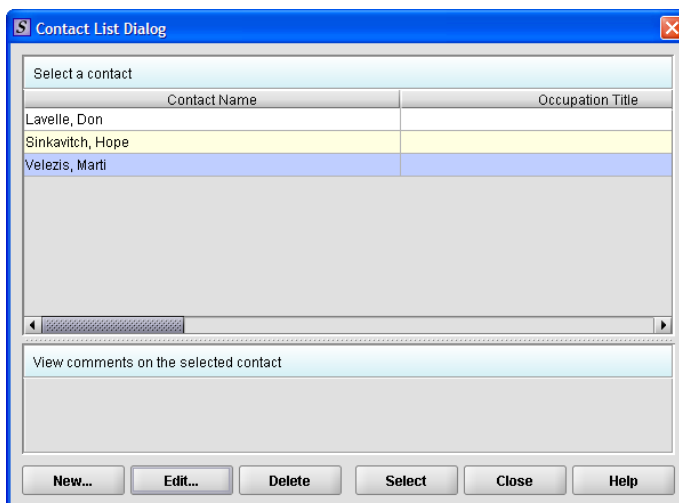 S Contact List Dialog
Select a contact
Contact Name Occupation Title
Lavelle, Don
Sinkavitch, Hope
Velezis, Marti
View comments on the selected contact
New... Edit... Delete Select Close Help